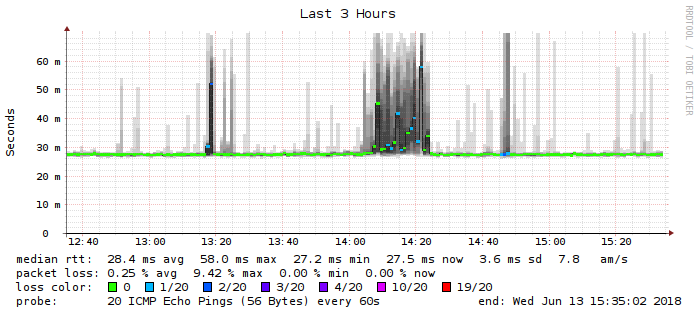 Last 3 Hours
RRDTOOL / TOBI OETIKER
Seconds
60 m
50 m
40 m
30 m
20 m
10 m
0
12:40 13:00 13:20 13:40 14:00 14:20 14:40 15:00 15:20
median rtt: 28.4 ms avg 58.0 ms max 27.2 ms min 27.5 ms now 3.6 ms sd 7.8 am/s
packet loss: 0.25 % avg 9.42 % max 0.00 % min 0.00 % now
loss color: 0 1/20 2/20 3/20 4/20 10/20 19/20
probe: 20 ICMP Echo Pings (56 Bytes) every 60s end: Wed Jun 13 15:35:02 2018